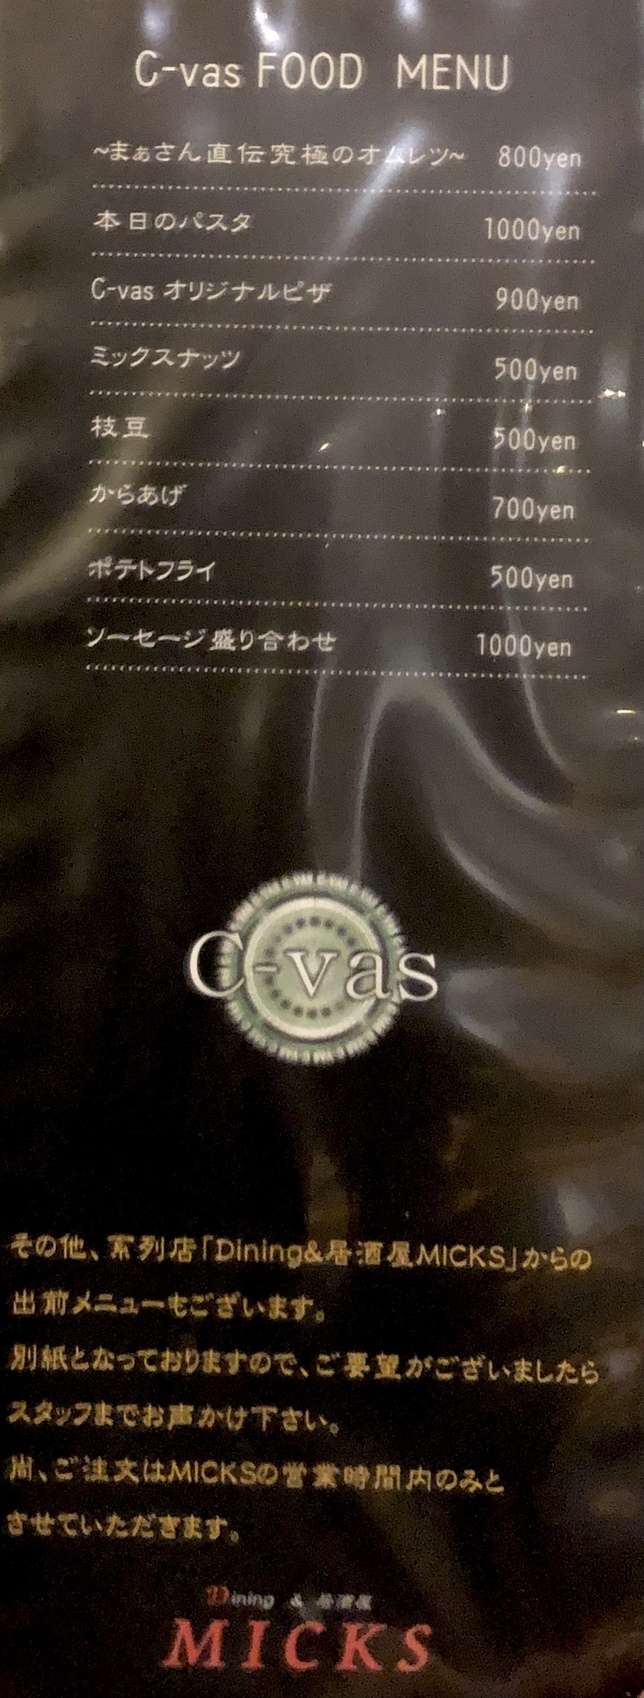 C-vas FOOD MENU
~まぁさん直伝究極のオムレツ~ 800yen
本日のパスタ 1000yen
C-vas オリジナルピザ 900yen
ミックスナッツ 500yen
枝豆 500yen
からあげ 700yen
ポテトフライ 500yen
ソーセージ盛り合わせ 1000yen
C-vas
その他、系列店「Dining&居酒屋MICKS」からの
出前メニューもございます。
別紙となっておりますので、ご要望がございましたら
スタッフまでお声かけ下さい。
尚、ご注文はMICKSの営業時間内のみと
させていただきます。
Dining & 居酒屋
MICKS